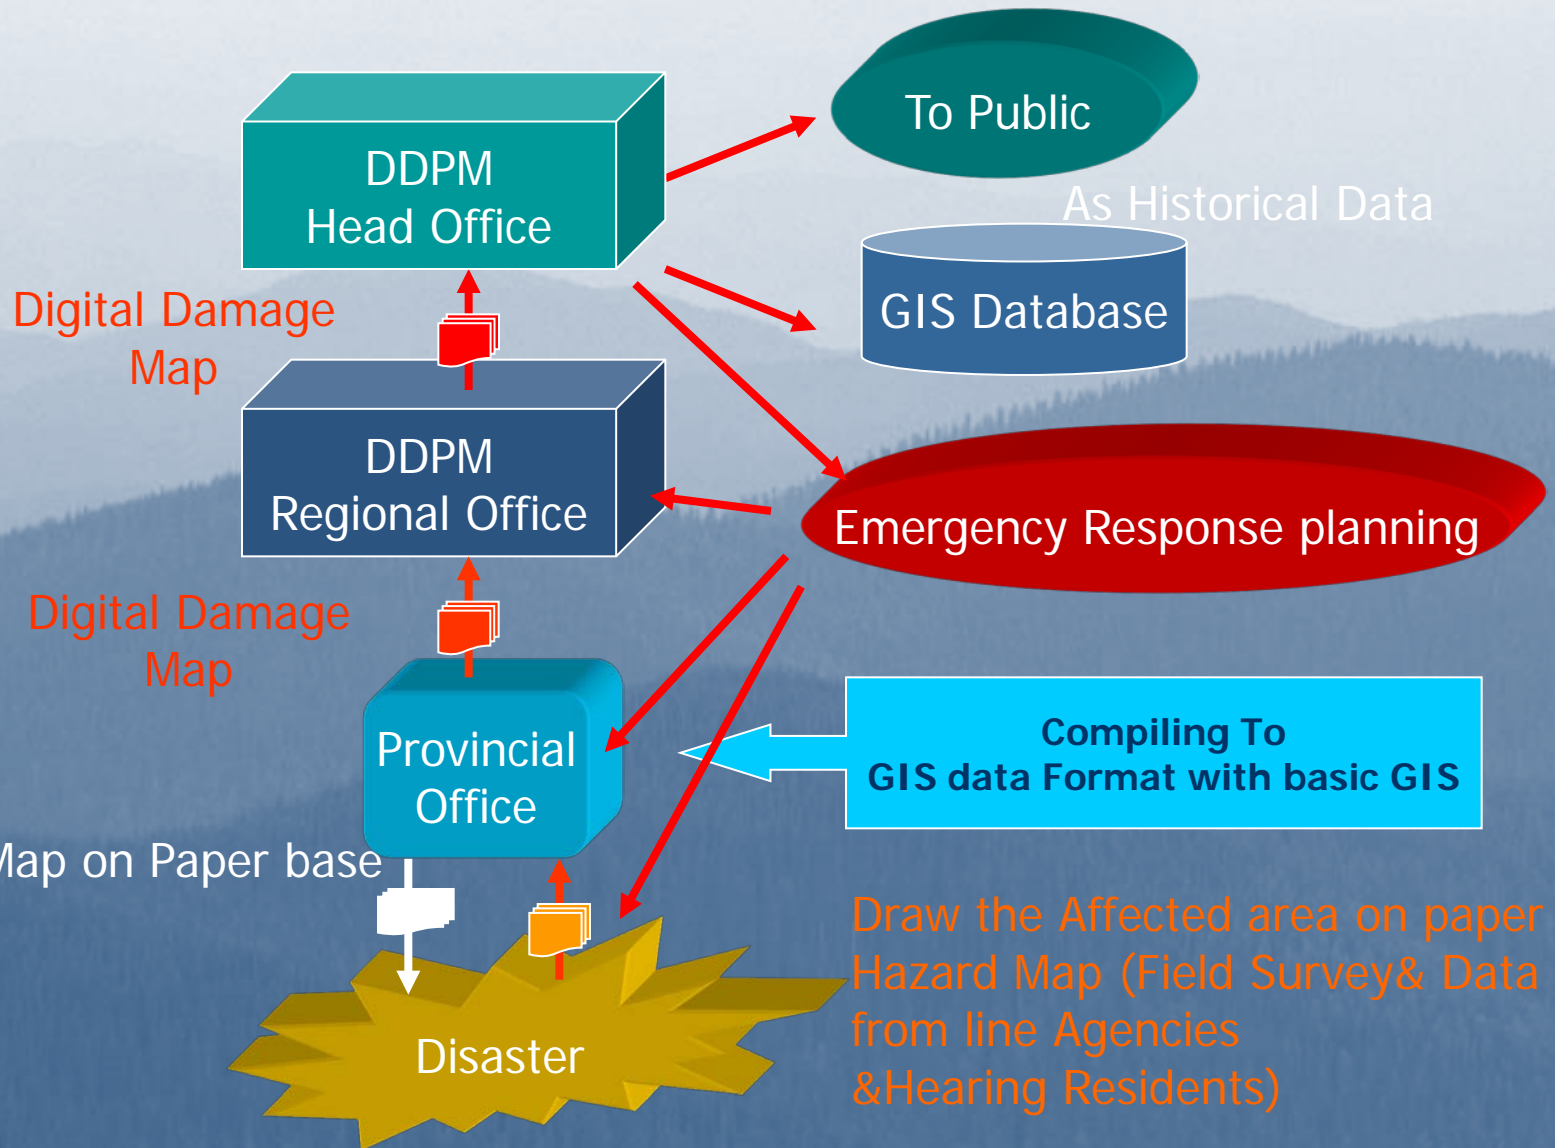 To Public
DDPM
Head Office
As Historical Data
GIS Database
Digital Damage
Map
DDPM
Regional Office
Emergency Response planning
Digital Damage
Map
Provincial
Office
Compiling To
GIS data Format with basic GIS
Map on Paper base
Draw the Affected area on paper
Hazard Map (Field Survey& Data
from line Agencies
&Hearing Residents)
Disaster